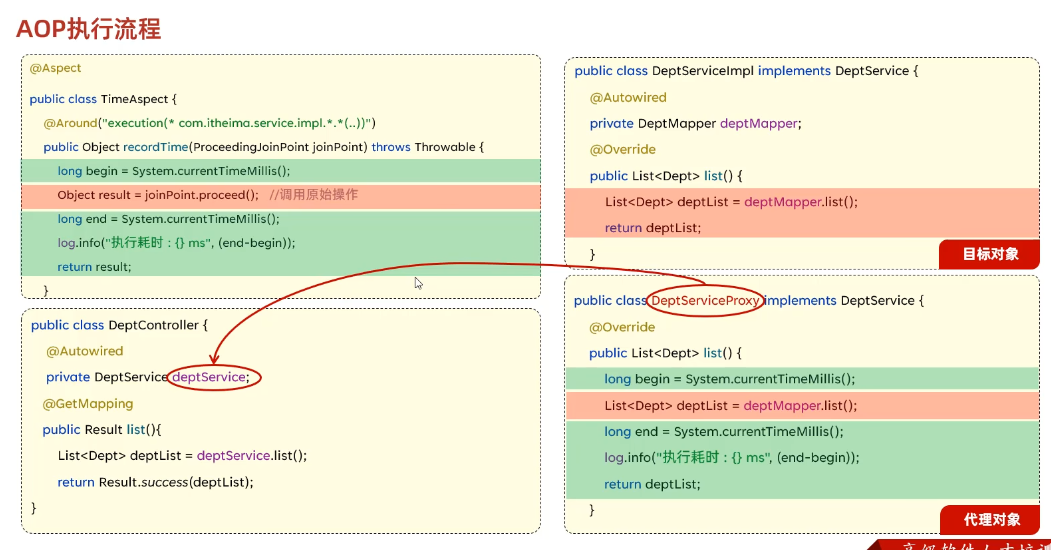 AOP执行流程
@Aspect
public class TimeAspect {
@Around("execution(* com.itheima.service.impl.*.*(..))")
public Object recordTime(ProceedingJoinPoint joinPoint) throws Throwable {
long begin = System.currentTimeMillis();
Object result = joinPoint.proceed(); //调用原始操作
long end = System.currentTimeMillis();
log.info("执行耗时 : {} ms", (end-begin));
return result;
}
public class DeptController {
@Autowired
private DeptService deptService;
@GetMapping
public Result list(){
List<Dept> deptList = deptService.list();
return Result.success(deptList);
}
public class DeptServiceImpl implements DeptService {
@Autowired
private DeptMapper deptMapper;
@Override
public List<Dept> list() {
List<Dept> deptList = deptMapper.list();
return deptList;
}
目标对象
public class DeptServiceProxy implements DeptService {
@Override
public List<Dept> list() {
long begin = System.currentTimeMillis();
List<Dept> deptList = deptMapper.list();
long end = System.currentTimeMillis();
log.info("执行耗时 : {} ms", (end-begin));
return deptList;
}
代理对象